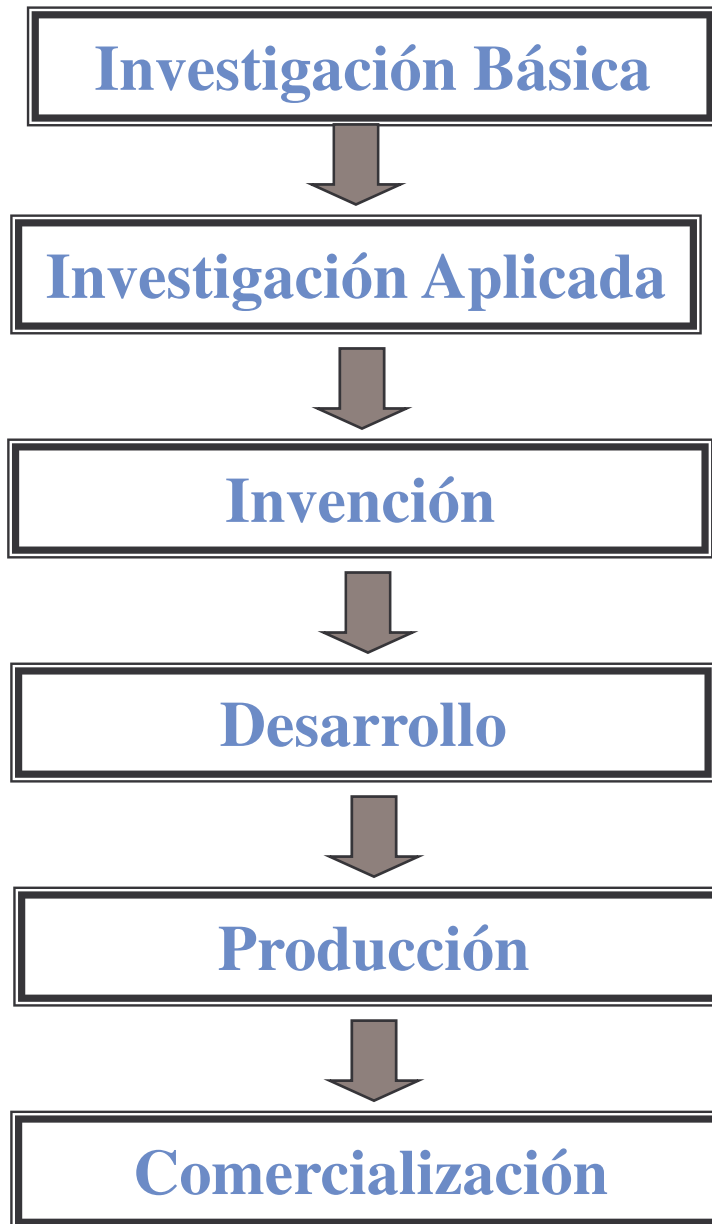 Investigación Básica
Investigación Aplicada
Invención
Desarrollo
Producción
Comercialización